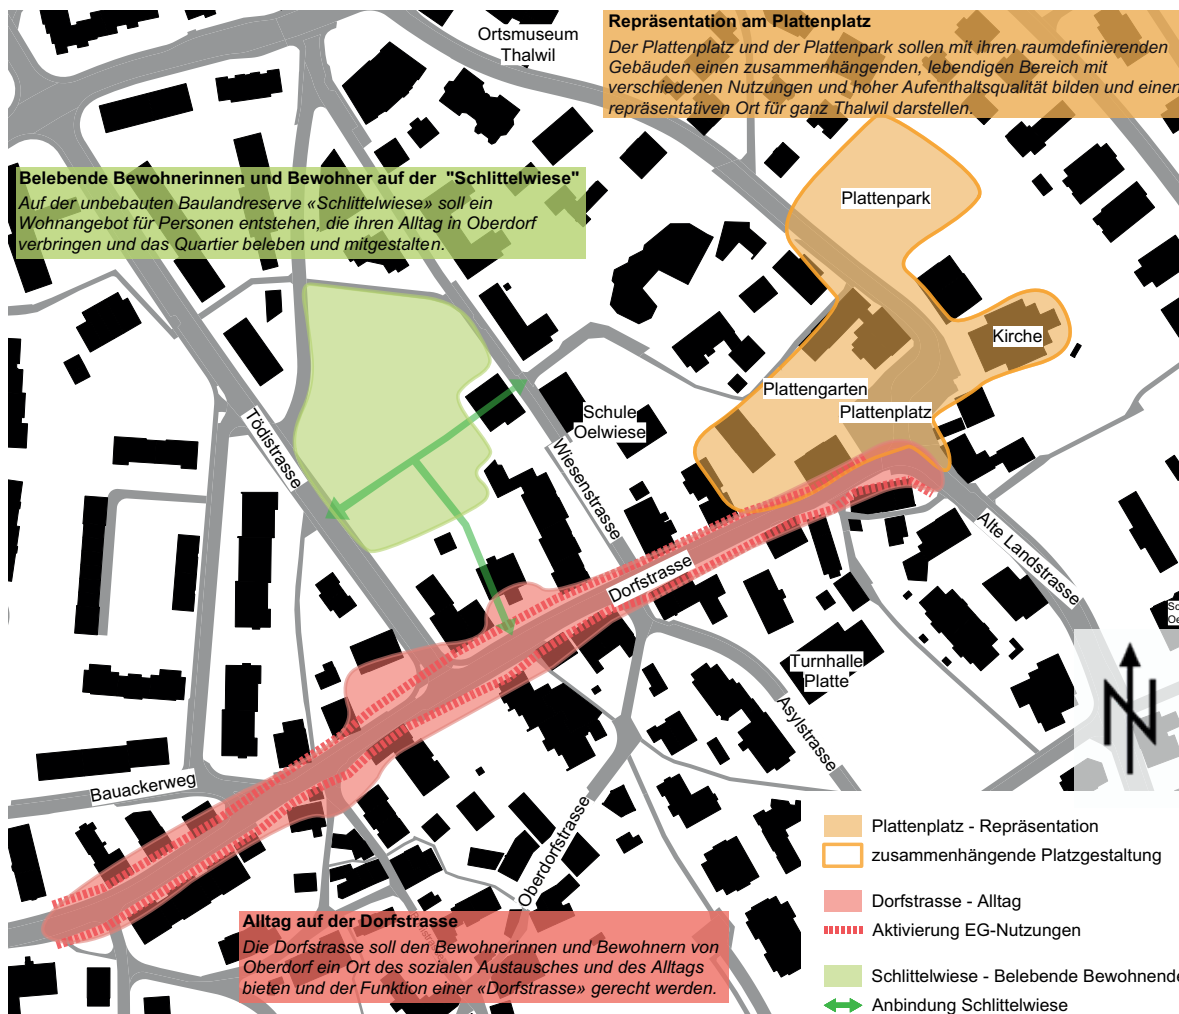 Ortsmuseum
Thalwil
Repräsentation am Plattenplatz
Der Plattenplatz und der Plattenpark sollen mit ihren raumdefinierenden
Gebäuden einen zusammenhängenden, lebendigen Bereich mit
verschiedenen Nutzungen und hoher Aufenthaltsqualität bilden und einen
repräsentativen Ort für ganz Thalwil darstellen.
Belebende Bewohnerinnen und Bewohner auf der "Schlittelwiese"
Auf der unbebauten Baulandreserve «Schlittelwiese» soll ein
Wohnangebot für Personen entstehen, die ihren Alltag in Oberdorf
verbringen und das Quartier beleben und mitgestalten.
Plattenpark
Kirche
Plattengarten
Plattenplatz
Schule
Oelwiese
Tödistrasse
Wiesenstrasse
Dorfstrasse
Alte Landstrasse
Turnhalle
Platte
Asylstrasse
Bauackerweg
Oberdorfstrasse
N
Alltag auf der Dorfstrasse
Die Dorfstrasse soll den Bewohnerinnen und Bewohnern von
Oberdorf ein Ort des sozialen Austausches und des Alltags
bieten und der Funktion einer «Dorfstrasse» gerecht werden.
Plattenplatz - Repräsentation
zusammenhängende Platzgestaltung
Dorfstrasse - Alltag
Aktivierung EG-Nutzungen
Schlittelwiese - Belebende Bewohnende
Anbindung Schlittelwiese